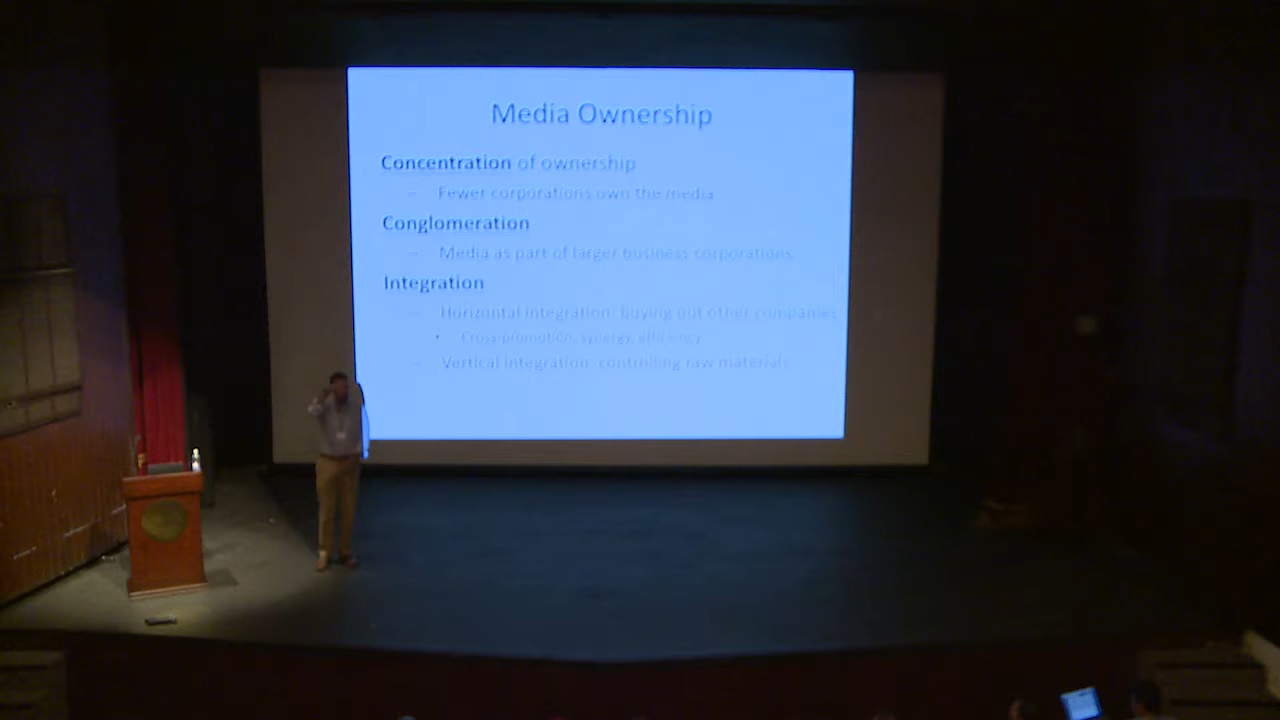 Media Ownership
Concentration of ownership
– Fewer corporations own the media
Conglomeration
– Media as part of larger business corporations
Integration
– Horizontal integration: buying out other companies
• Cross-promotion, synergy, efficiency
– Vertical integration: controlling raw materials